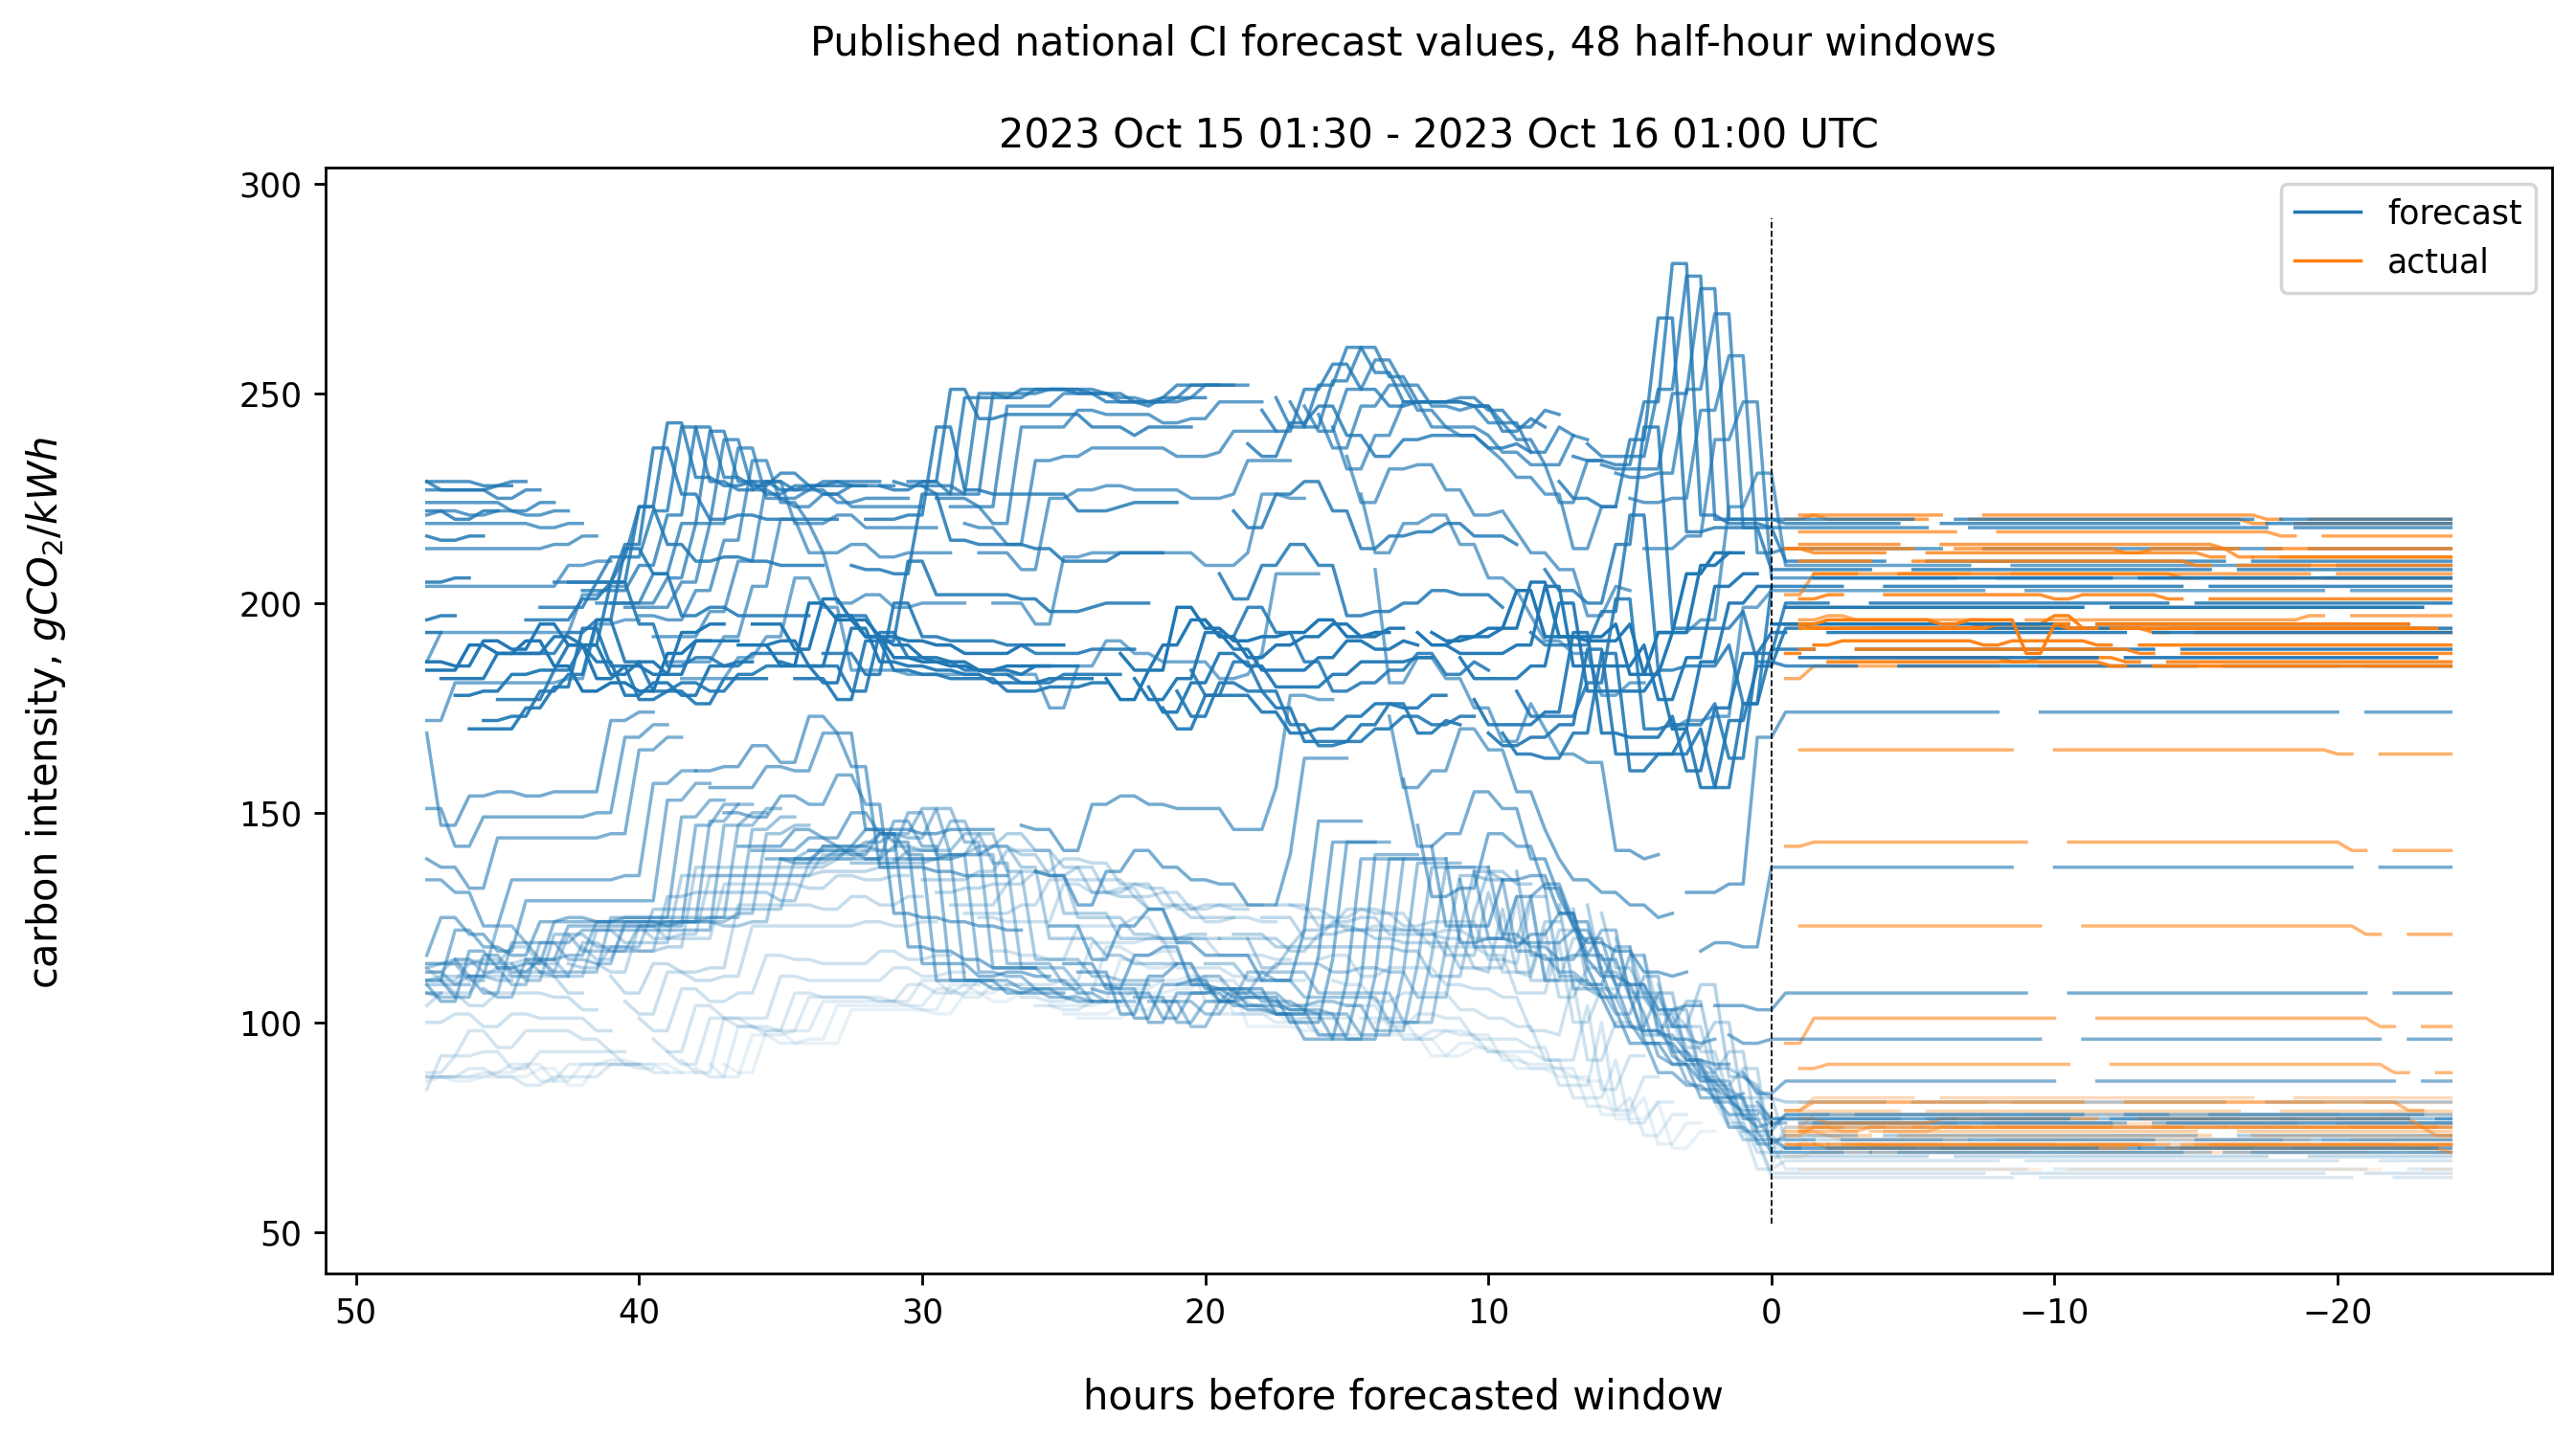 Published national CI forecast values, 48 half-hour windows
2023 Oct 15 01:30 - 2023 Oct 16 01:00 UTC
forecast
actual
carbon intensity, gCO₂/kWh
300
250
200
150
100
50
50 40 30 20 10 0 −10 −20
hours before forecasted window